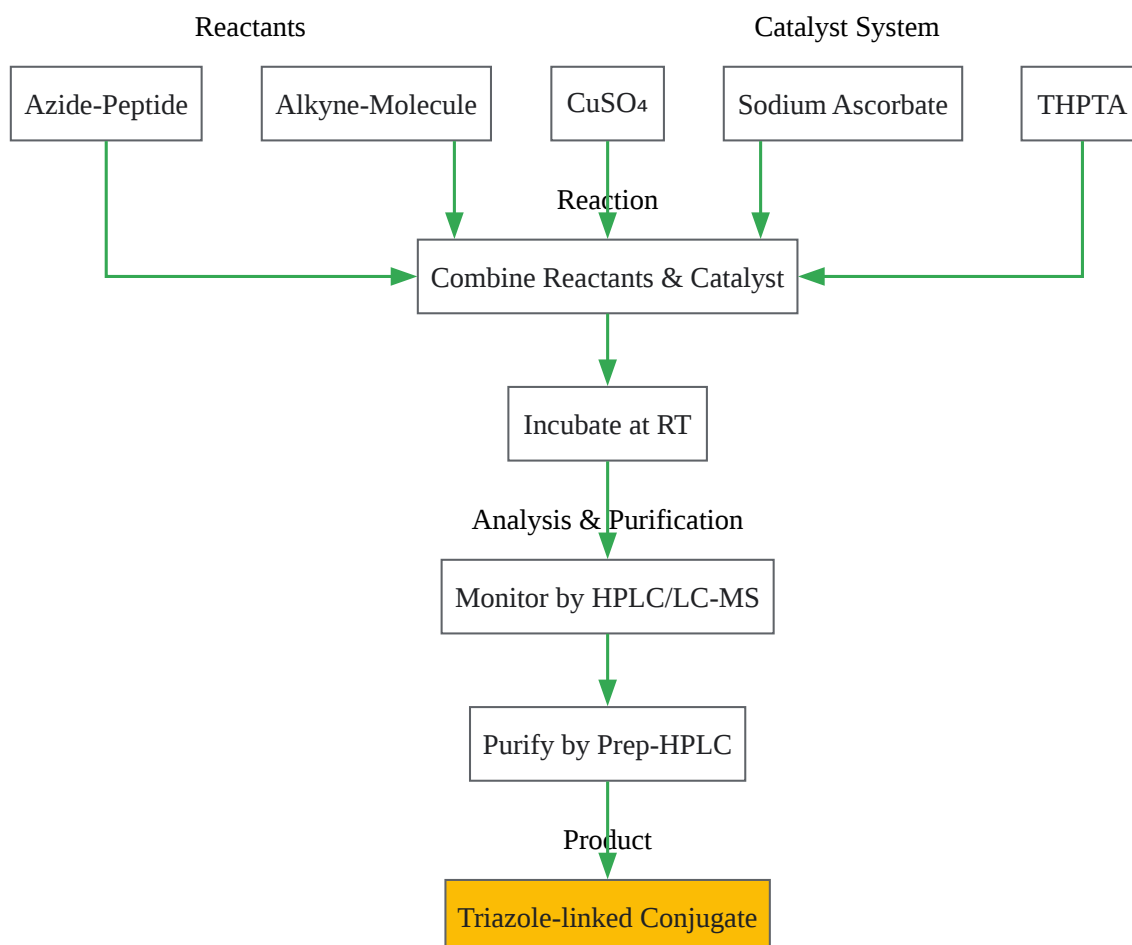 Reactants
Catalyst System
Azide-Peptide
Alkyne-Molecule
CuSO₄
Sodium Ascorbate
THPTA
Reaction
Combine Reactants & Catalyst
Incubate at RT
Analysis & Purification
Monitor by HPLC/LC-MS
Purify by Prep-HPLC
Product
Triazole-linked Conjugate